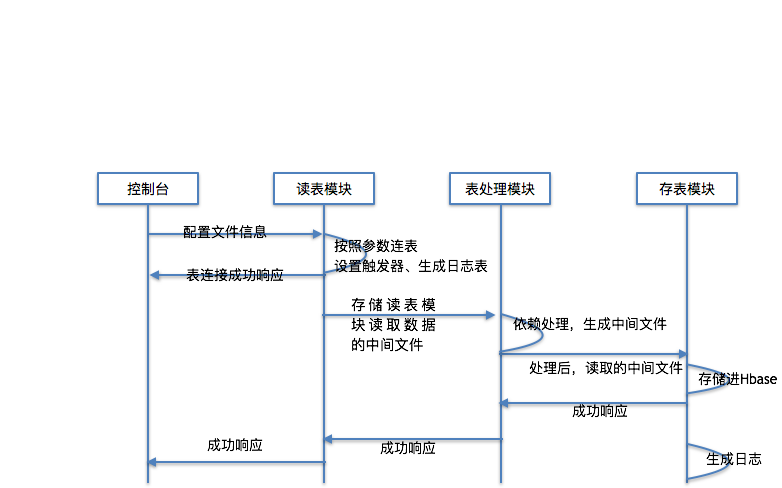 控制台
读表模块
表处理模块
存表模块
配置文件信息
按照参数连表
设置触发器、生成日志表
表连接成功响应
存储读表模
块读取数据
的中间文件
依赖处理，生成中间文件
处理后，读取的中间文件
存储进Hbase
成功响应
成功响应
成功响应
生成日志